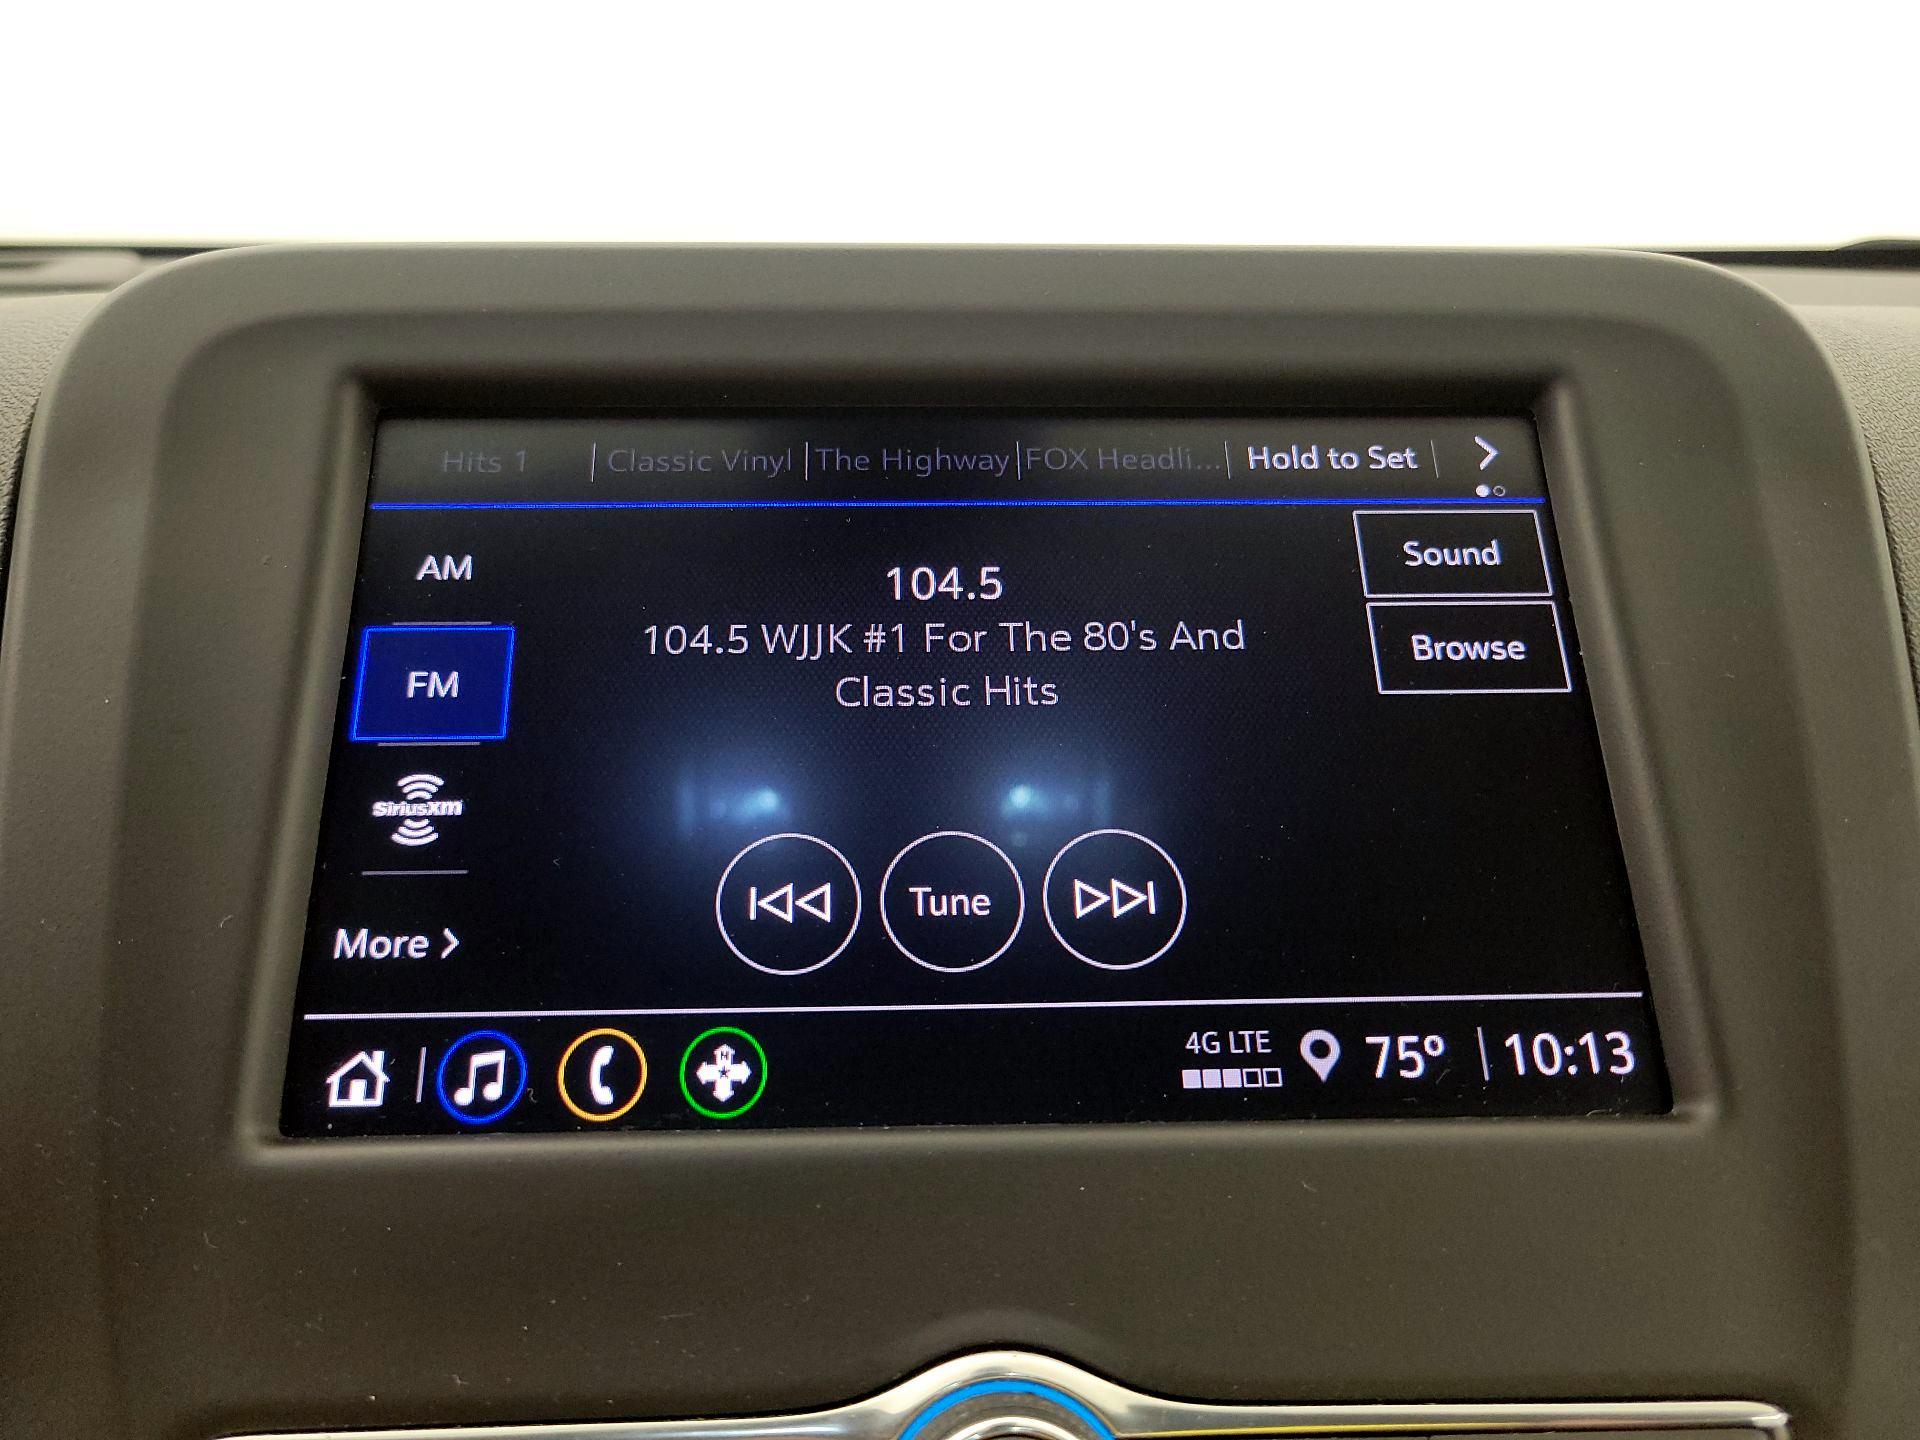 Hits 1
Classic Vinyl
The Highway
FOX Headli...
Hold to Set
AM
FM
SiriusXM
More
104.5
104.5 WJJK #1 For The 80's And
Classic Hits
Sound
Browse
Tune
N
4G LTE
75°
10:13